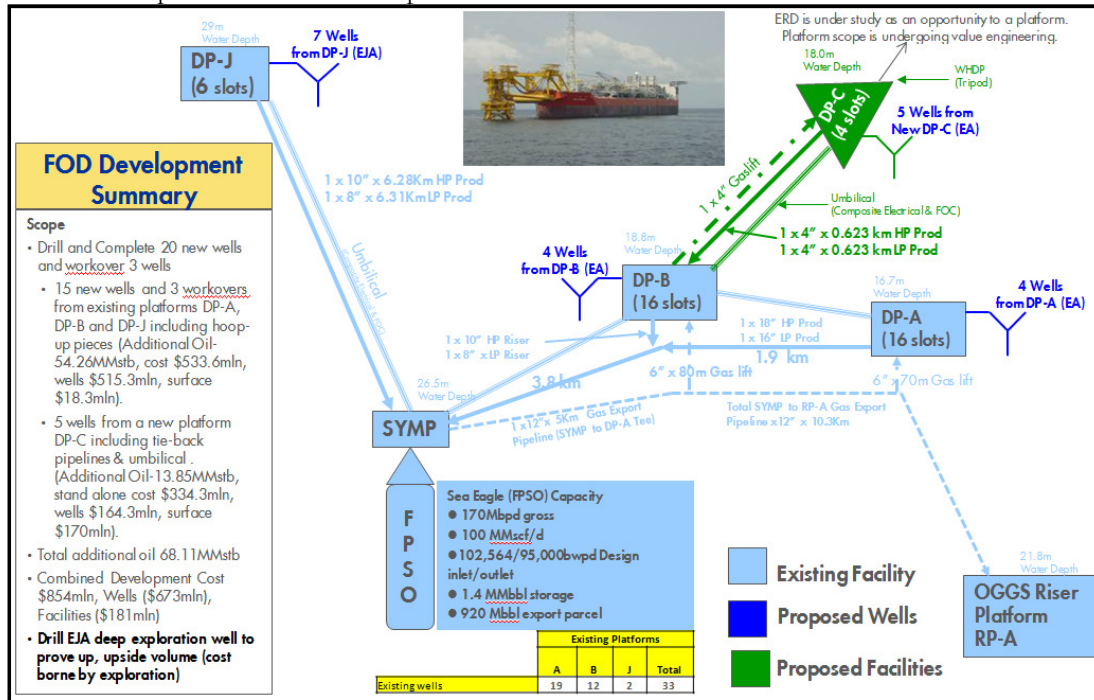 29m
Water Depth
DP-J
(6 slots)
7 Wells
from DP-J (EJA)
ERD is under study as an opportunity to a platform.
Platform scope is undergoing value engineering.
18.0m
Water Depth
WHDP
(Tripod)
DP-C
(4 slots)
5 Wells from
New DP-C (EA)
FOD Development
Summary
Scope
• Drill and Complete 20 new wells
and workover 3 wells
• 15 new wells and 3 workovers
from existing platforms DP-A,
DP-B and DP-J including hoop-
up pieces (Additional Oil-
54.26MMstb, cost $533.6mln,
wells $515.3mln, surface
$18.3mln).
• 5 wells from a new platform
DP-C including tie-back
pipelines & umbilical .
(Additional Oil-13.85MMstb,
stand alone cost $334.3mln,
wells $164.3mln, surface
$170mln).
• Total additional oil 68.11MMstb
• Combined Development Cost
$854mln, Wells ($673mln),
Facilities ($181mln)
• Drill EJA deep exploration well to
prove up, upside volume (cost
borne by exploration)
1 x 10” x 6.28Km HP Prod
1 x 8” x 6.31Km LP Prod
Umbilical
1 x 4” Gaslift
Umbilical
(Composite Electrical & FOC)
1 x 4” x 0.623 km HP Prod
1 x 4” x 0.623 km LP Prod
18.8m
Water Depth
4 Wells
from DP-B (EA)
DP-B
(16 slots)
16.7m
Water Depth
DP-A
(16 slots)
4 Wells
from DP-A (EA)
1 x 10” HP Riser
1 x 8” x LP Riser
1 x 18” HP Prod
1 x 16” LP Prod
1.9 km
3.8 km
6” x 80m Gas lift
6” x 70m Gas lift
26.5m
Water Depth
SYMP
1 x12”x 5Km Gas Export
Pipeline (SYMP to DP-A Tee)
Total SYMP to RP-A Gas Export
Pipeline x12” x 10.3Km
FPSO
Sea Eagle (FPSO) Capacity
● 170Mbpd gross
● 100 MMscf/d
●102,564/95,000bwpd Design
inlet/outlet
● 1.4 MMbbl storage
● 920 Mbbl export parcel
Existing Platforms
A B J Total
Existing wells 19 12 2 33
Existing Facility
Proposed Wells
Proposed Facilities
21.8m
Water Depth
OGGS Riser
Platform
RP-A